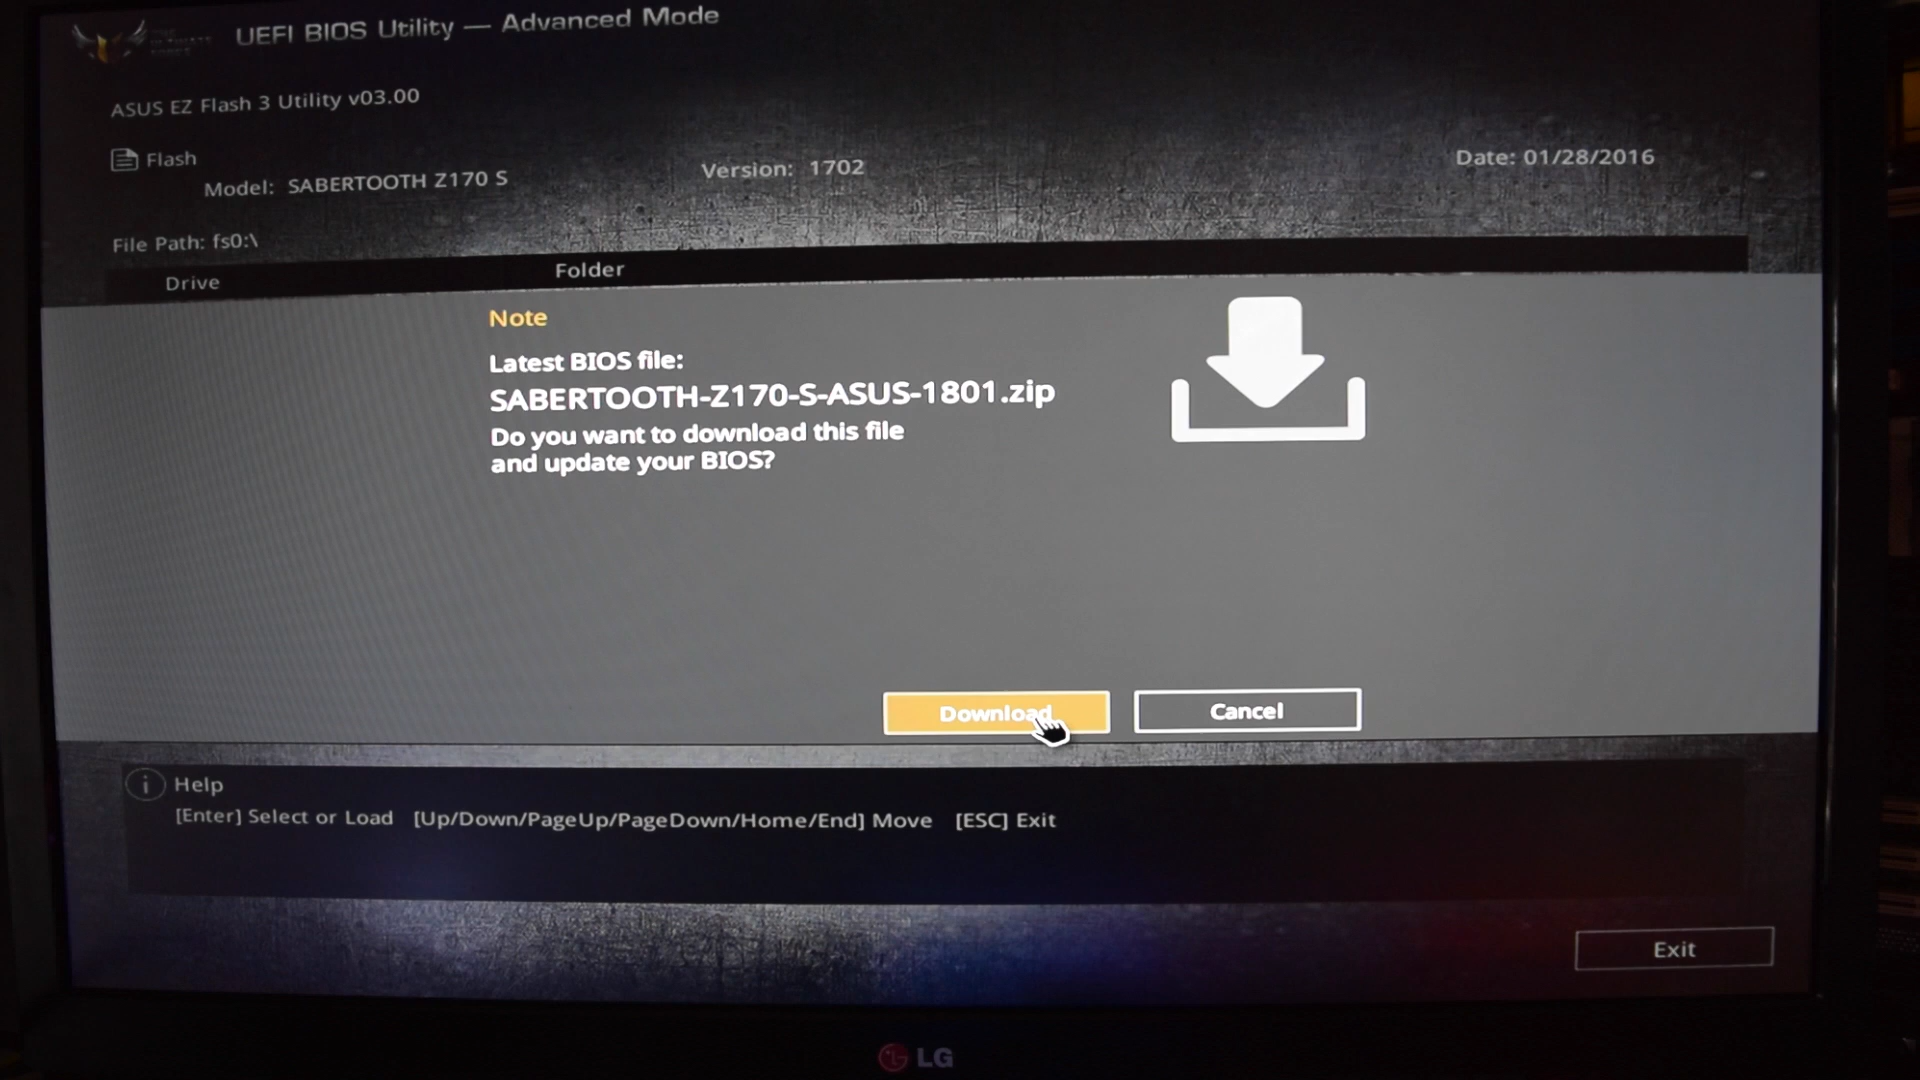 UEFI BIOS Utility — Advanced Mode
ASUS EZ Flash 3 Utility v03.00
Flash
Model: SABERTOOTH Z170 S Version: 1702 Date: 01/28/2016
File Path: fs0:\
Drive Folder
Note
Latest BIOS file:
SABERTOOTH-Z170-S-ASUS-1801.zip
Do you want to download this file
and update your BIOS?
Download Cancel
Help
[Enter] Select or Load [Up/Down/PageUp/PageDown/Home/End] Move [ESC] Exit
Exit
LG